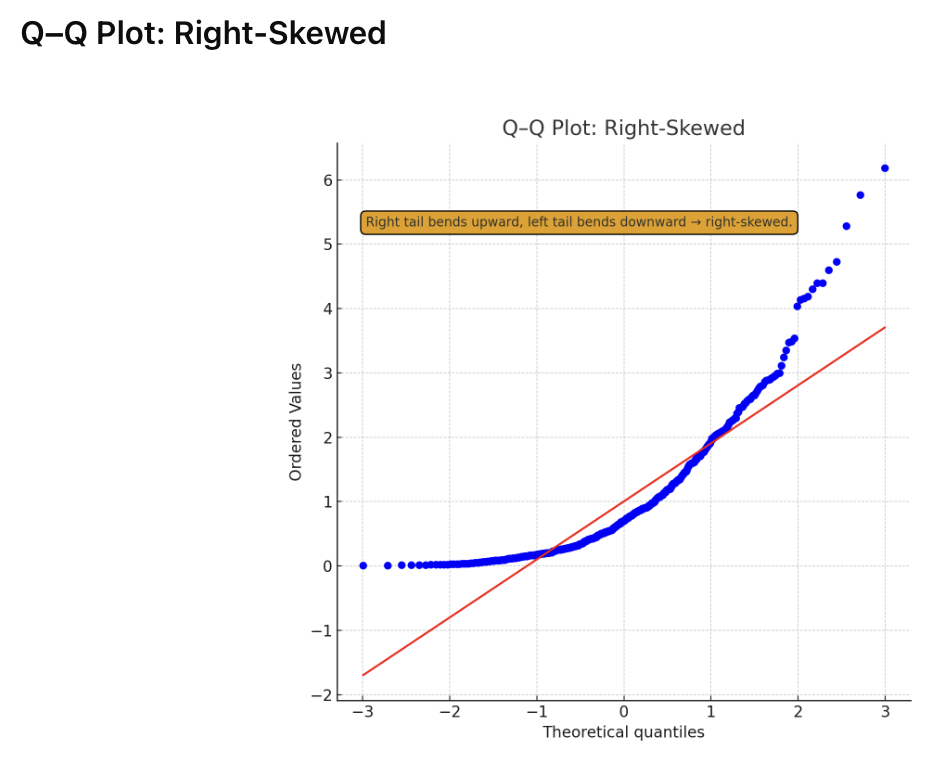 Q–Q Plot: Right-Skewed
Q–Q Plot: Right-Skewed
6
Right tail bends upward, left tail bends downward → right-skewed.
5
4
3
2
1
0
−1
−2
Ordered Values
−3 −2 −1 0 1 2 3
Theoretical quantiles